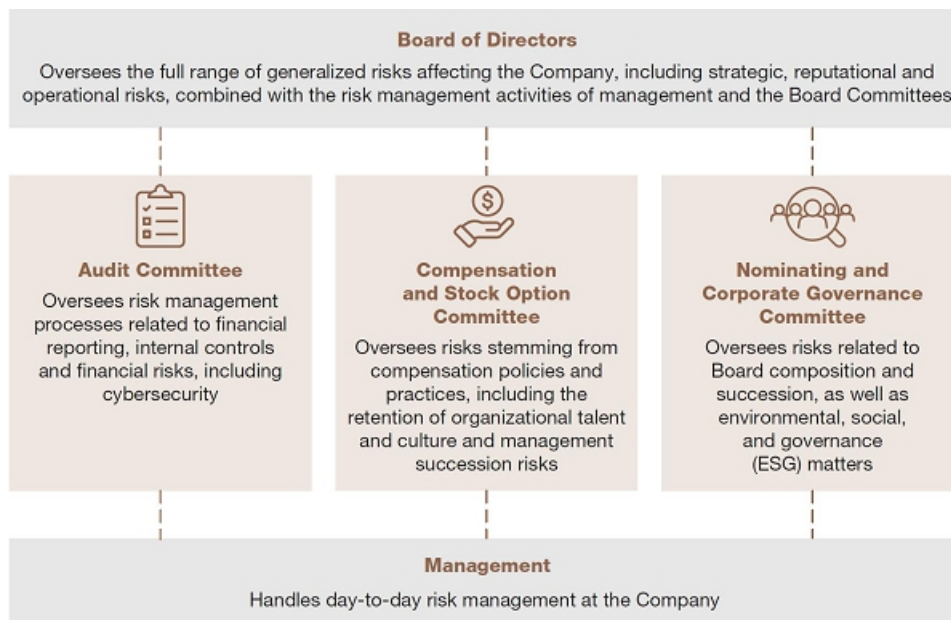 Board of Directors
Oversees the full range of generalized risks affecting the Company, including strategic, reputational and
operational risks, combined with the risk management activities of management and the Board Committees
Audit Committee
Oversees risk management
processes related to financial
reporting, internal controls
and financial risks, including
cybersecurity
$
Compensation
and Stock Option
Committee
Oversees risks stemming from
compensation policies and
practices, including the
retention of organizational talent
and culture and management
succession risks
Nominating and
Corporate Governance
Committee
Oversees risks related to
Board composition and
succession, as well as
environmental, social,
and governance
(ESG) matters
Management
Handles day-to-day risk management at the Company